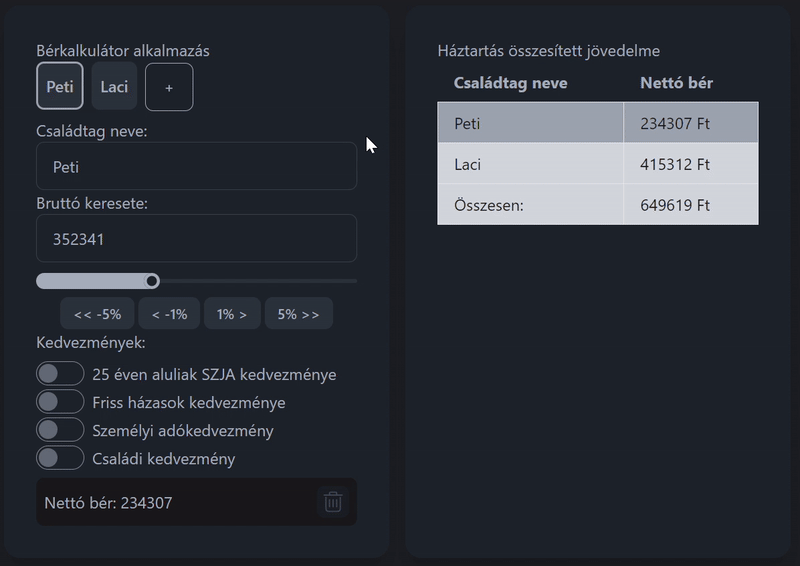 Bérkalkulátor alkalmazás
Peti Laci +
Családtag neve:
Peti
Bruttó keresete:
352341
<< -5% < -1% 1% > 5% >>
Kedvezmények:
25 éven aluliak SZJA kedvezménye
Friss házasok kedvezménye
Személyi adókedvezmény
Családi kedvezmény
Nettó bér: 234307
Háztartás összesített jövedelme
Családtag neve Nettó bér
Peti 234307 Ft
Laci 415312 Ft
Összesen: 649619 Ft